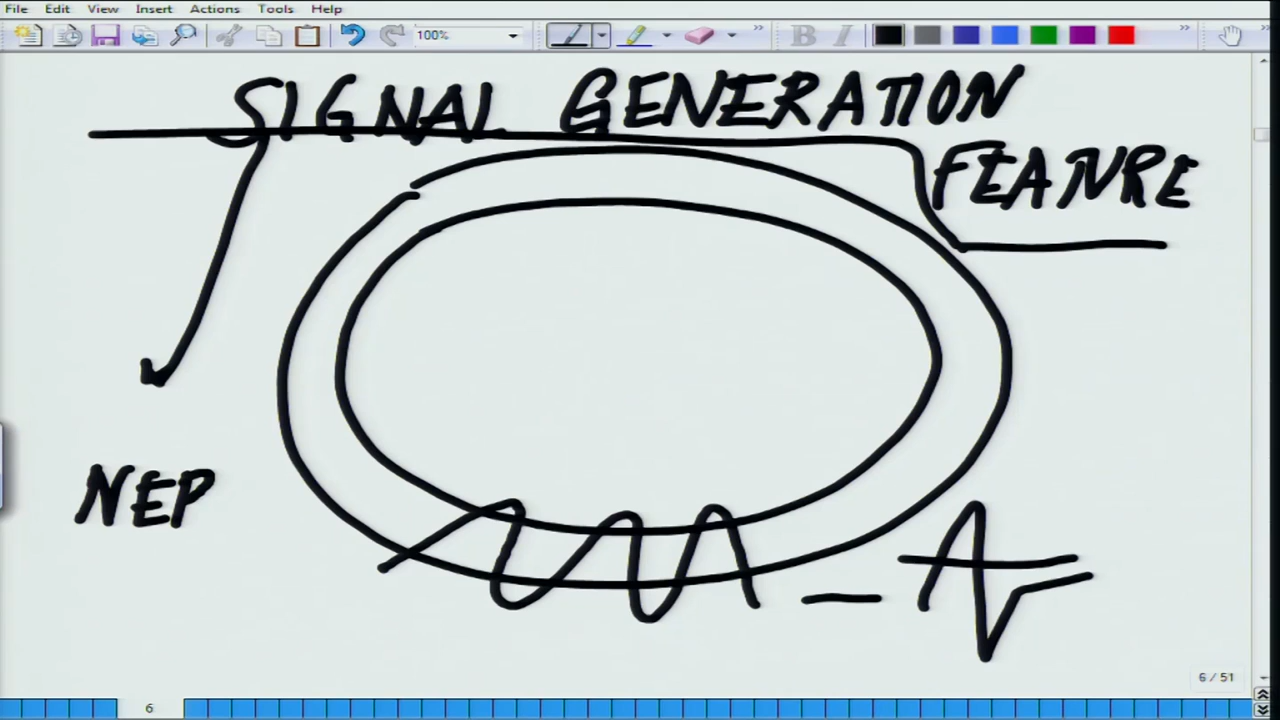 File Edit View Insert Actions Tools Help
100%
B I
SIGNAL GENERATION
FEATURE
NEP
6 / 51
6